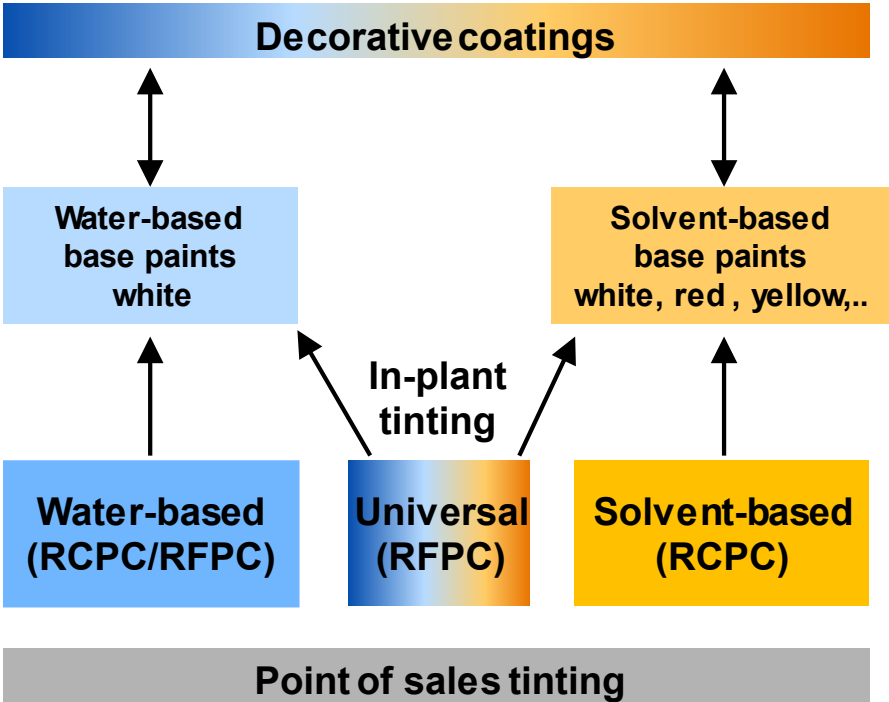 Decorative coatings
Water-based
base paints
white
Solvent-based
base paints
white, red , yellow,..
In-plant
tinting
Water-based
(RCPC/RFPC)
Universal
(RFPC)
Solvent-based
(RCPC)
Point of sales tinting